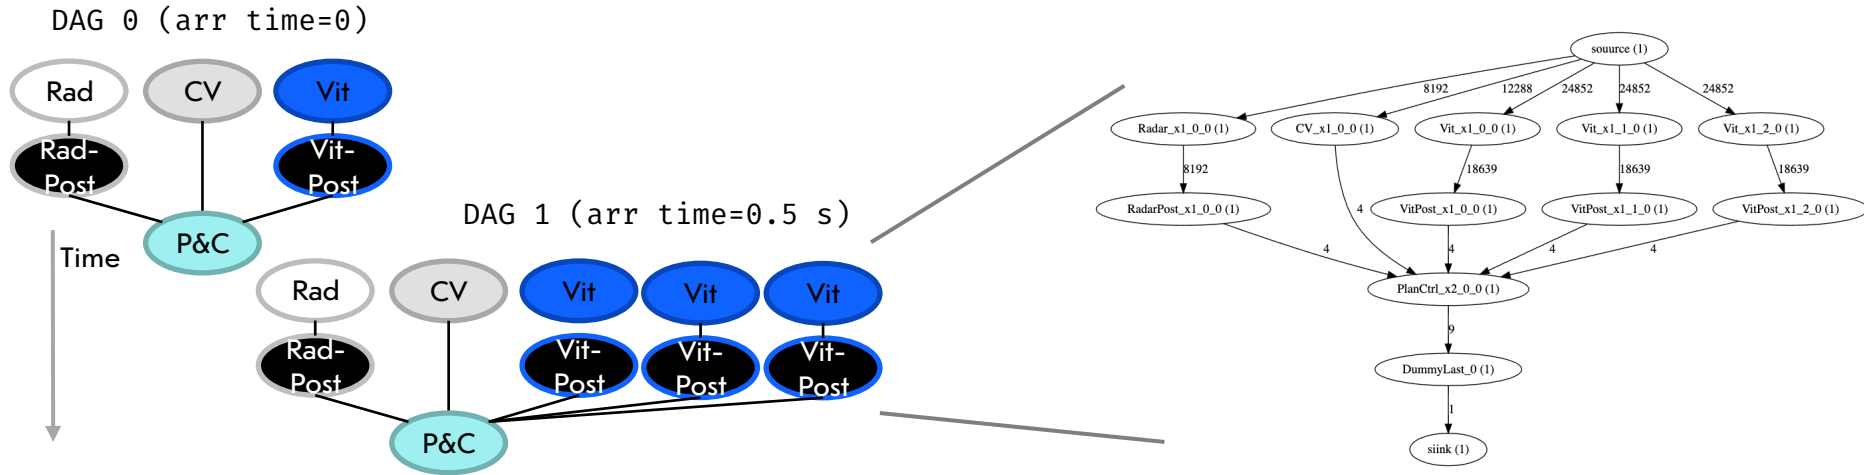 DAG 0 (arr time=0)
Rad
CV
Vit
Rad-
Post
Vit-
Post
P&C
Time
DAG 1 (arr time=0.5 s)
Rad
CV
Vit
Vit
Vit
Rad-
Post
Vit-
Post
Vit-
Post
Vit-
Post
P&C
souurce (1)
8192
12288
24852
24852
24852
Radar_x1_0_0 (1)
CV_x1_0_0 (1)
Vit_x1_0_0 (1)
Vit_x1_1_0 (1)
Vit_x1_2_0 (1)
8192
18639
18639
18639
RadarPost_x1_0_0 (1)
4
VitPost_x1_0_0 (1)
VitPost_x1_1_0 (1)
VitPost_x1_2_0 (1)
4
4
4
4
PlanCtrl_x2_0_0 (1)
9
DummyLast_0 (1)
1
siink (1)